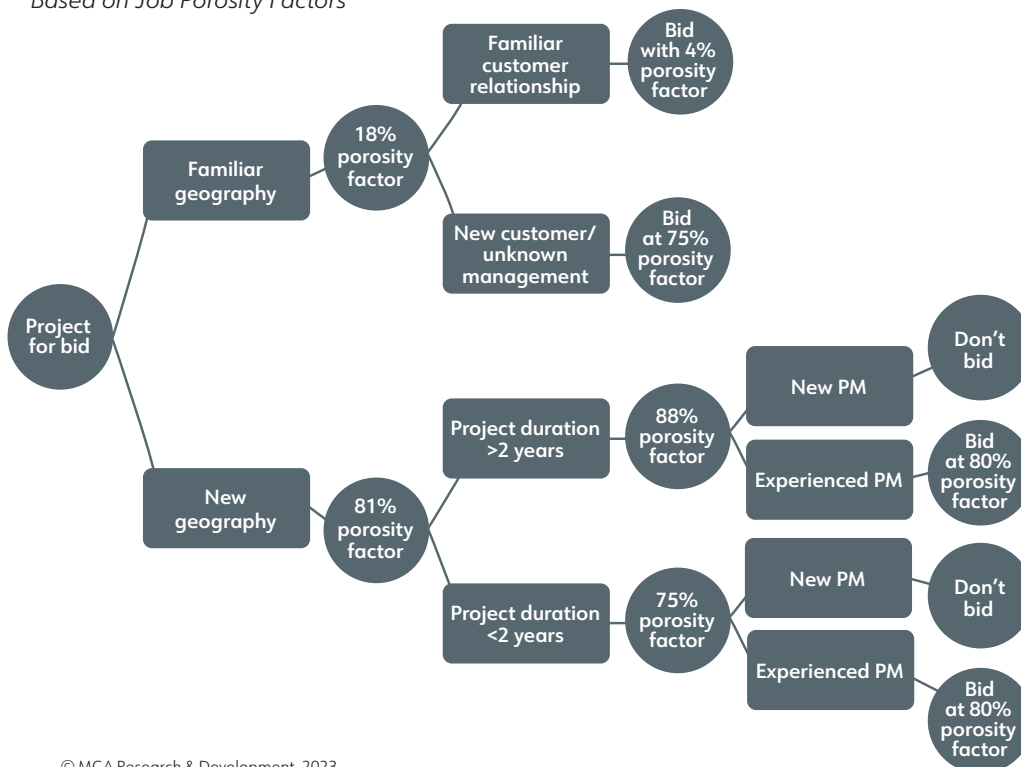 Based on Job Porosity Factors
Project
for bid
Familiar
geography
18%
porosity
factor
Familiar
customer
relationship
Bid
with 4%
porosity
factor
New customer/
unknown
management
Bid
at 75%
porosity
factor
New
geography
81%
porosity
factor
Project duration
>2 years
88%
porosity
factor
New PM
Don't
bid
Experienced PM
Bid
at 80%
porosity
factor
Project duration
<2 years
75%
porosity
factor
New PM
Don't
bid
Experienced PM
Bid
at 80%
porosity
factor
© MCA Research & Development, 2023